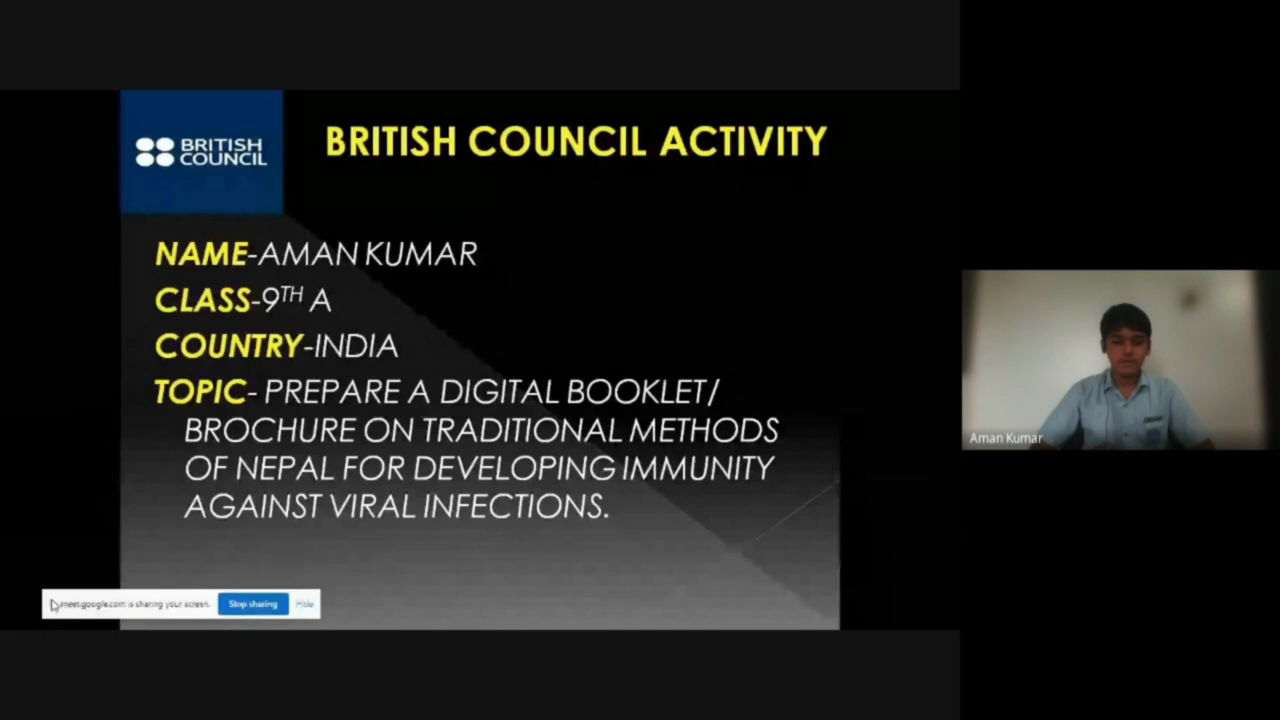 BRITISH
COUNCIL
BRITISH COUNCIL ACTIVITY
NAME-AMAN KUMAR
CLASS-9TH A
COUNTRY-INDIA
TOPIC- PREPARE A DIGITAL BOOKLET/
BROCHURE ON TRADITIONAL METHODS
OF NEPAL FOR DEVELOPING IMMUNITY
AGAINST VIRAL INFECTIONS.
Aman Kumar
meet.google.com is sharing your screen. Stop sharing Hide